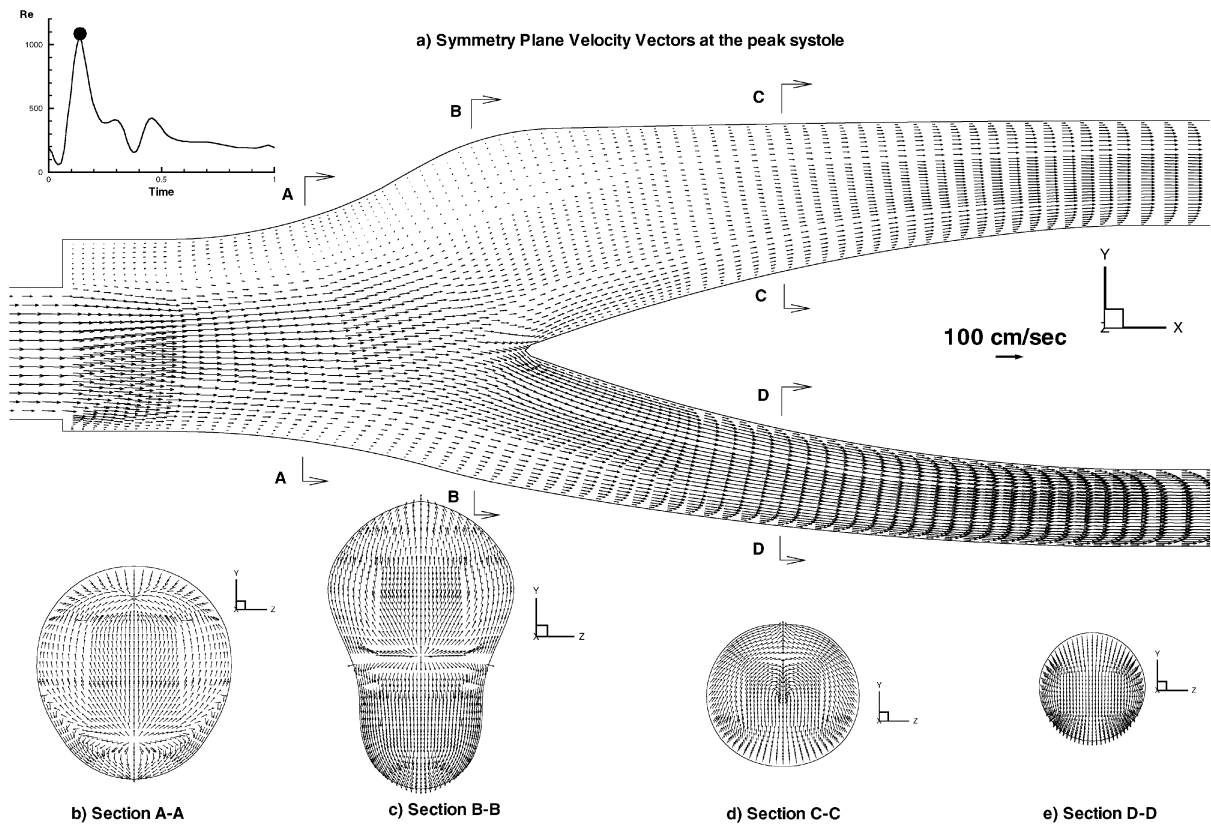 Re
a) Symmetry Plane Velocity Vectors at the peak systole
1000
500
0
0
0.5
1
Time
A
B
C
Y
Z
X
C
100 cm/sec
D
A
B
D
Y
X
Z
Y
X
Z
Y
X
Z
Y
X
Z
b) Section A-A
c) Section B-B
d) Section C-C
e) Section D-D